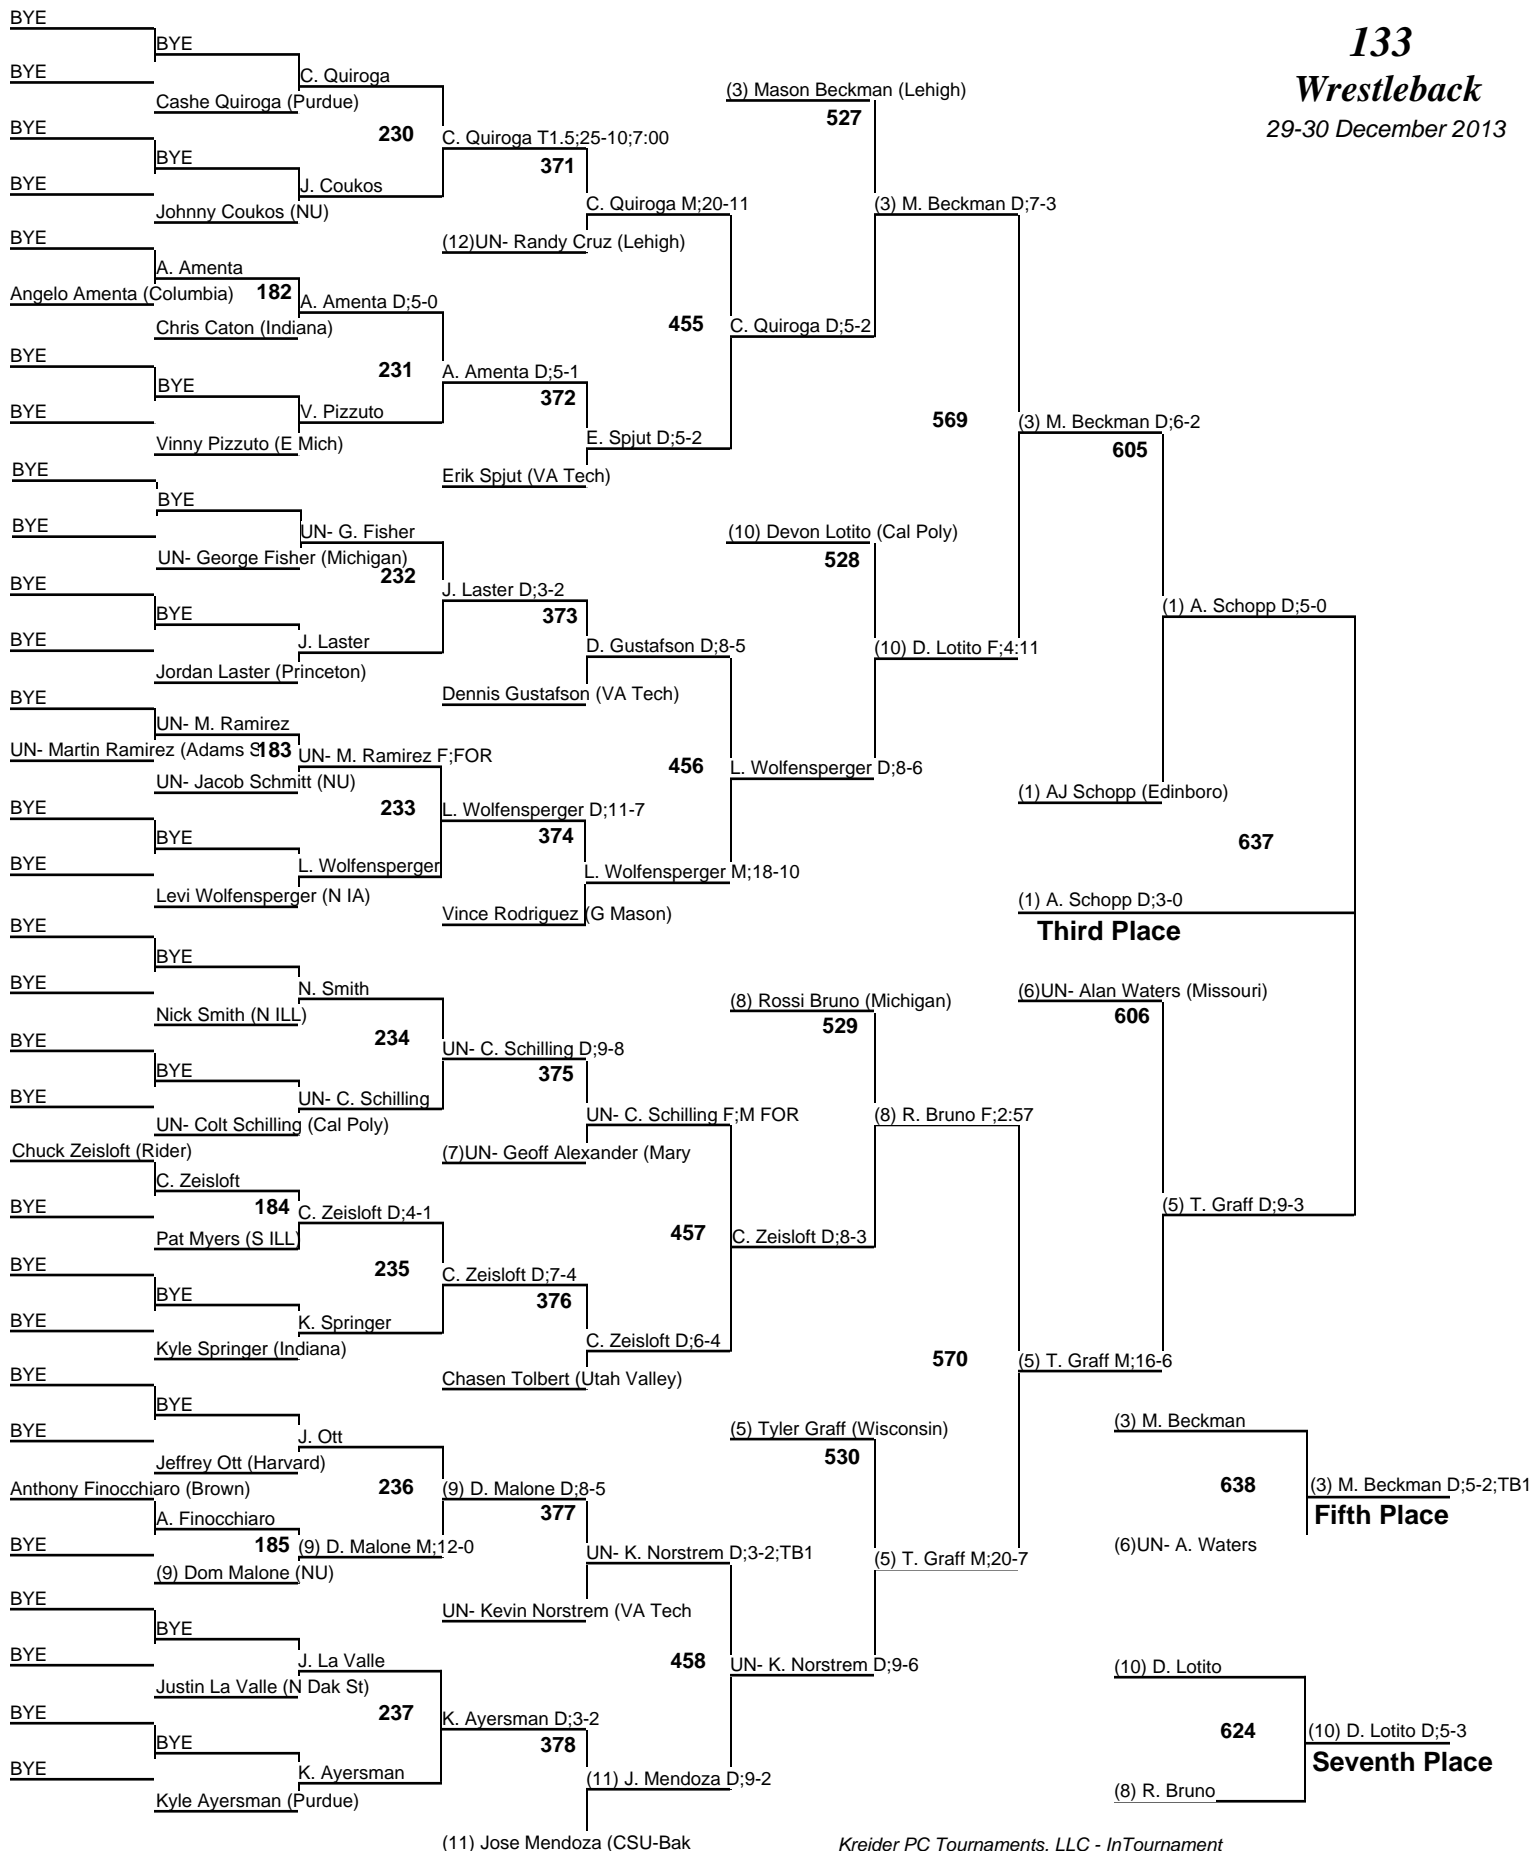 133
Wrestleback
29-30 December 2013
BYE
BYE
BYE
C. Quiroga
Cashe Quiroga (Purdue)
230
BYE
BYE
BYE
J. Coukos
Johnny Coukos (NU)
C. Quiroga T1.5;25-10;7:00
371
C. Quiroga M;20-11
(12)UN- Randy Cruz (Lehigh)
BYE
A. Amenta
Angelo Amenta (Columbia)
182
A. Amenta D;5-0
Chris Caton (Indiana)
231
BYE
BYE
BYE
V. Pizzuto
Vinny Pizzuto (E Mich)
A. Amenta D;5-1
372
E. Spjut D;5-2
Erik Spjut (VA Tech)
455
C. Quiroga D;5-2
(3) Mason Beckman (Lehigh)
527
(3) M. Beckman D;7-3
BYE
BYE
BYE
UN- G. Fisher
UN- George Fisher (Michigan)
232
BYE
BYE
BYE
J. Laster
Jordan Laster (Princeton)
J. Laster D;3-2
373
D. Gustafson D;8-5
Dennis Gustafson (VA Tech)
BYE
UN- M. Ramirez
UN- Martin Ramirez (Adams S
183
UN- M. Ramirez F;FOR
UN- Jacob Schmitt (NU)
233
BYE
BYE
BYE
L. Wolfensperger
Levi Wolfensperger (N IA)
L. Wolfensperger D;11-7
374
L. Wolfensperger M;18-10
Vince Rodriguez (G Mason)
456
L. Wolfensperger D;8-6
(10) Devon Lotito (Cal Poly)
528
(10) D. Lotito F;4:11
569
(3) M. Beckman D;6-2
605
(1) A. Schopp D;5-0
(1) AJ Schopp (Edinboro)
637
(1) A. Schopp D;3-0
Third Place
BYE
BYE
BYE
N. Smith
Nick Smith (N ILL)
234
BYE
BYE
BYE
UN- C. Schilling
UN- Colt Schilling (Cal Poly)
UN- C. Schilling D;9-8
375
UN- C. Schilling F;M FOR
(7)UN- Geoff Alexander (Mary
Chuck Zeisloft (Rider)
C. Zeisloft
BYE
184
C. Zeisloft D;4-1
Pat Myers (S ILL)
235
BYE
BYE
BYE
K. Springer
Kyle Springer (Indiana)
C. Zeisloft D;7-4
376
C. Zeisloft D;6-4
Chasen Tolbert (Utah Valley)
457
C. Zeisloft D;8-3
(8) Rossi Bruno (Michigan)
529
(8) R. Bruno F;2:57
BYE
BYE
BYE
J. Ott
Jeffrey Ott (Harvard)
236
Anthony Finocchiaro (Brown)
A. Finocchiaro
BYE
185
(9) D. Malone M;12-0
(9) Dom Malone (NU)
(9) D. Malone D;8-5
377
UN- K. Norstrem D;3-2;TB1
UN- Kevin Norstrem (VA Tech
BYE
BYE
BYE
J. La Valle
Justin La Valle (N Dak St)
237
BYE
BYE
BYE
K. Ayersman
Kyle Ayersman (Purdue)
K. Ayersman D;3-2
378
(11) J. Mendoza D;9-2
(11) Jose Mendoza (CSU-Bak
458
UN- K. Norstrem D;9-6
(5) Tyler Graff (Wisconsin)
530
(5) T. Graff M;20-7
570
(5) T. Graff M;16-6
(6)UN- Alan Waters (Missouri)
606
(5) T. Graff D;9-3
(3) M. Beckman
638
(3) M. Beckman D;5-2;TB1
Fifth Place
(6)UN- A. Waters
(10) D. Lotito
624
(10) D. Lotito D;5-3
Seventh Place
(8) R. Bruno
Kreider PC Tournaments, LLC - InTournament